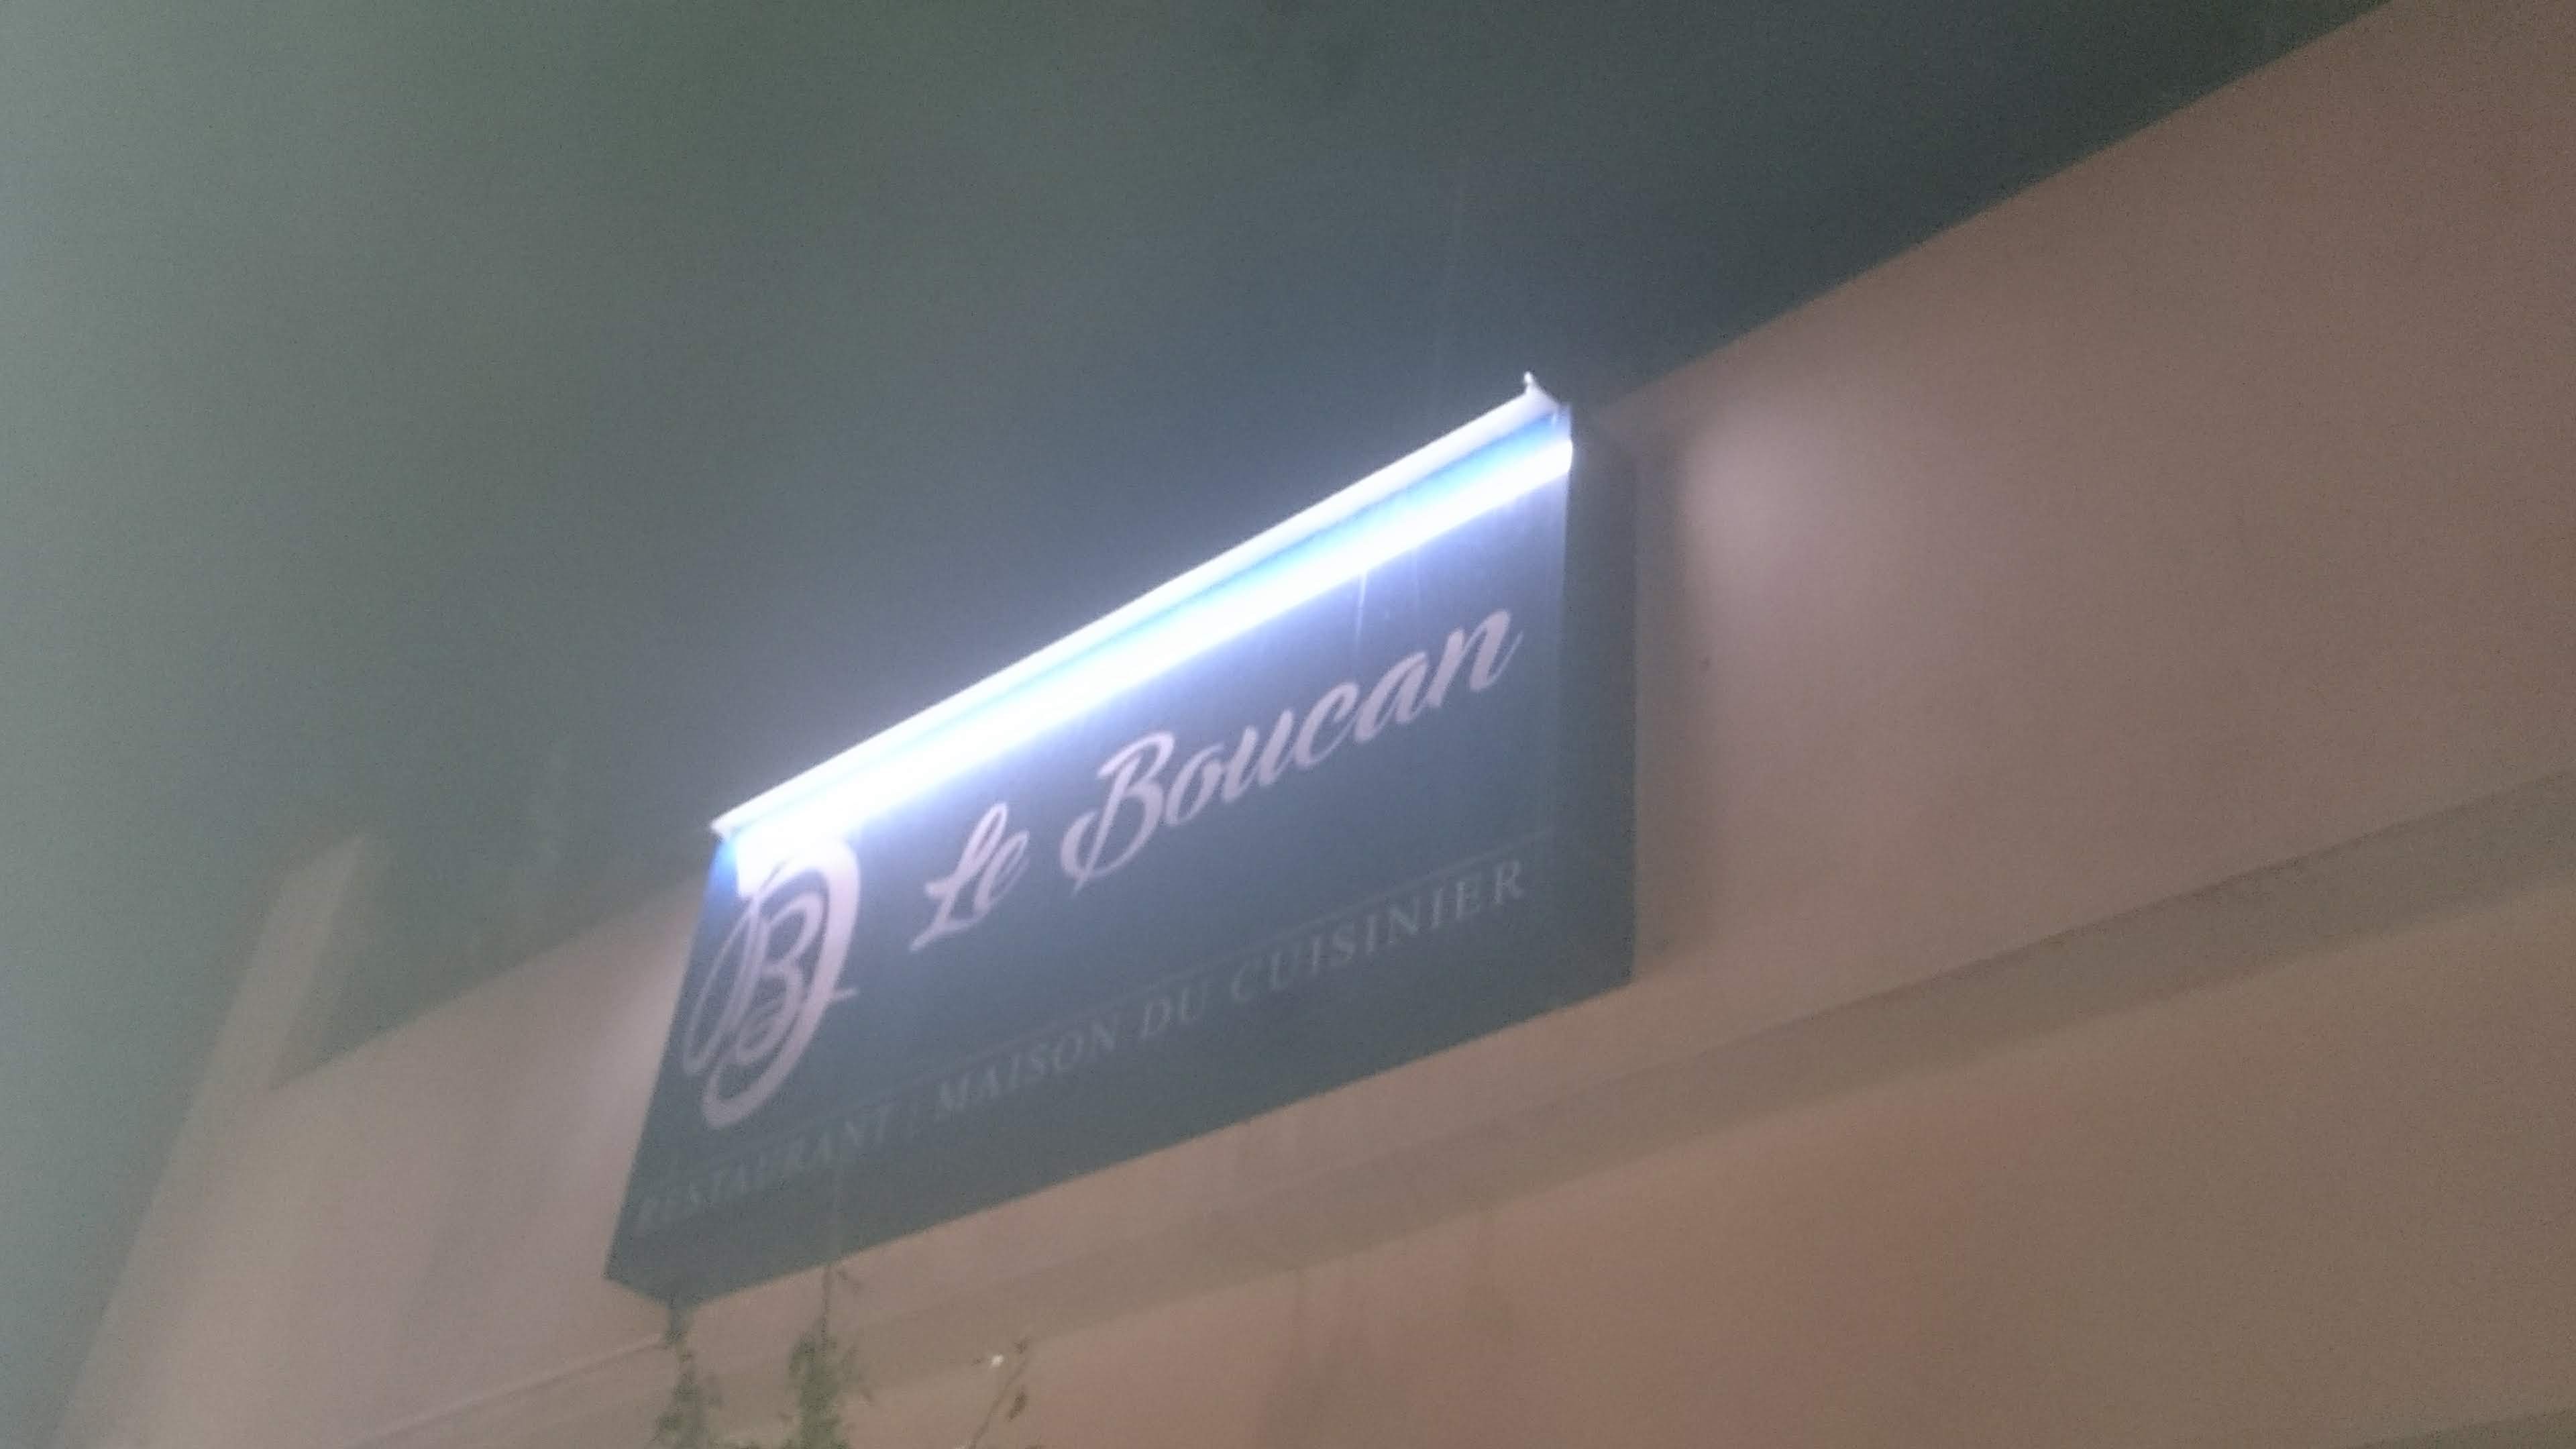 Le Boucan
RESTAURANT | MAISON DU CUISINIER